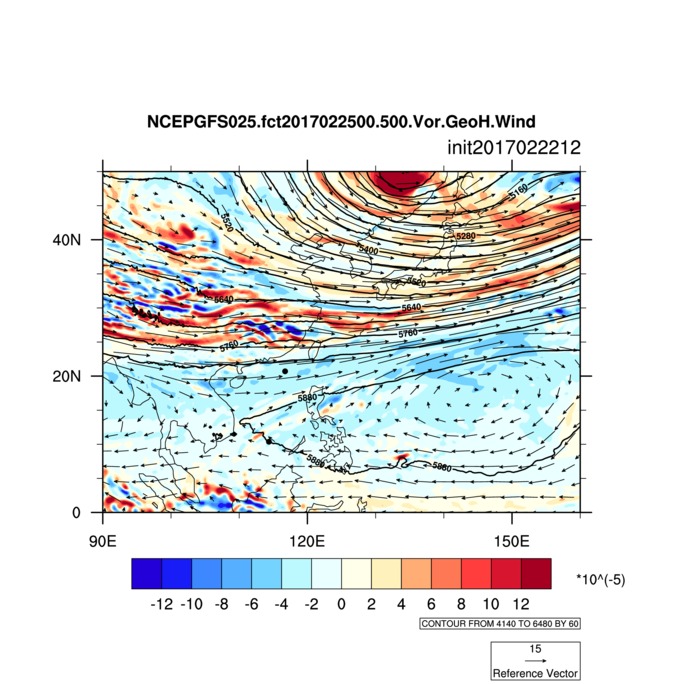 NCEPGFS025.fct2017022500.500.Vor.GeoH.Wind
init2017022212
5160
5520
5280
5400
5520
40N
5640
5640
5760
5760
20N
5880
5880
5880
0
90E 120E 150E
-12 -10 -8 -6 -4 -2 0 2 4 6 8 10 12
*10^(-5)
CONTOUR FROM 4140 TO 6480 BY 60
15
Reference Vector